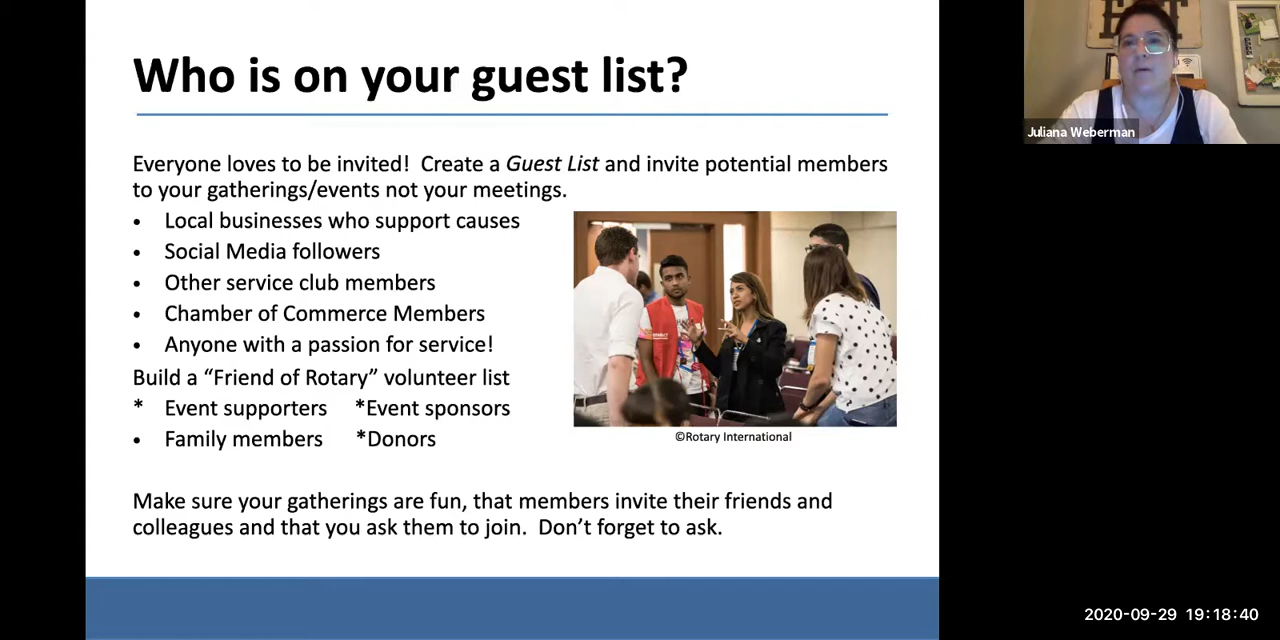 Who is on your guest list?
Everyone loves to be invited!  Create a Guest List and invite potential members
to your gatherings/events not your meetings.
• Local businesses who support causes
• Social Media followers
• Other service club members
• Chamber of Commerce Members
• Anyone with a passion for service!
Build a “Friend of Rotary” volunteer list
* Event supporters *Event sponsors
• Family members *Donors
©Rotary International
Make sure your gatherings are fun, that members invite their friends and
colleagues and that you ask them to join.  Don’t forget to ask.
Juliana Weberman
2020-09-29 19:18:40